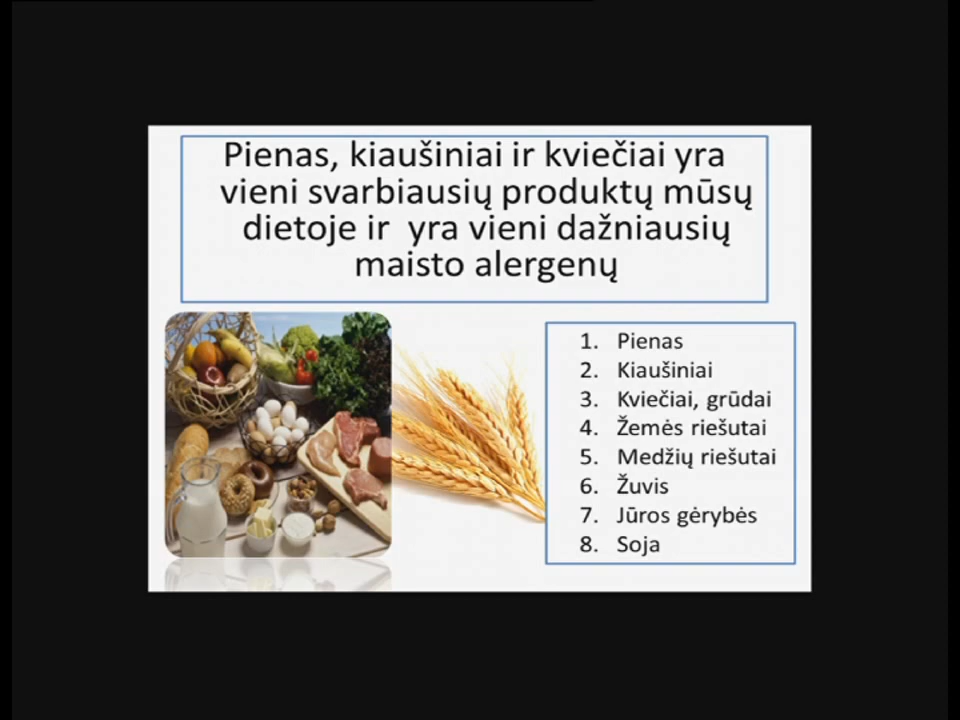 Pienas, kiaušiniai ir kviečiai yra
vieni svarbiausių produktų mūsų
dietoje ir yra vieni dažniausių
maisto alergenų
1. Pienas
2. Kiaušiniai
3. Kviečiai, grūdai
4. Žemės riešutai
5. Medžių riešutai
6. Žuvis
7. Jūros gėrybės
8. Soja